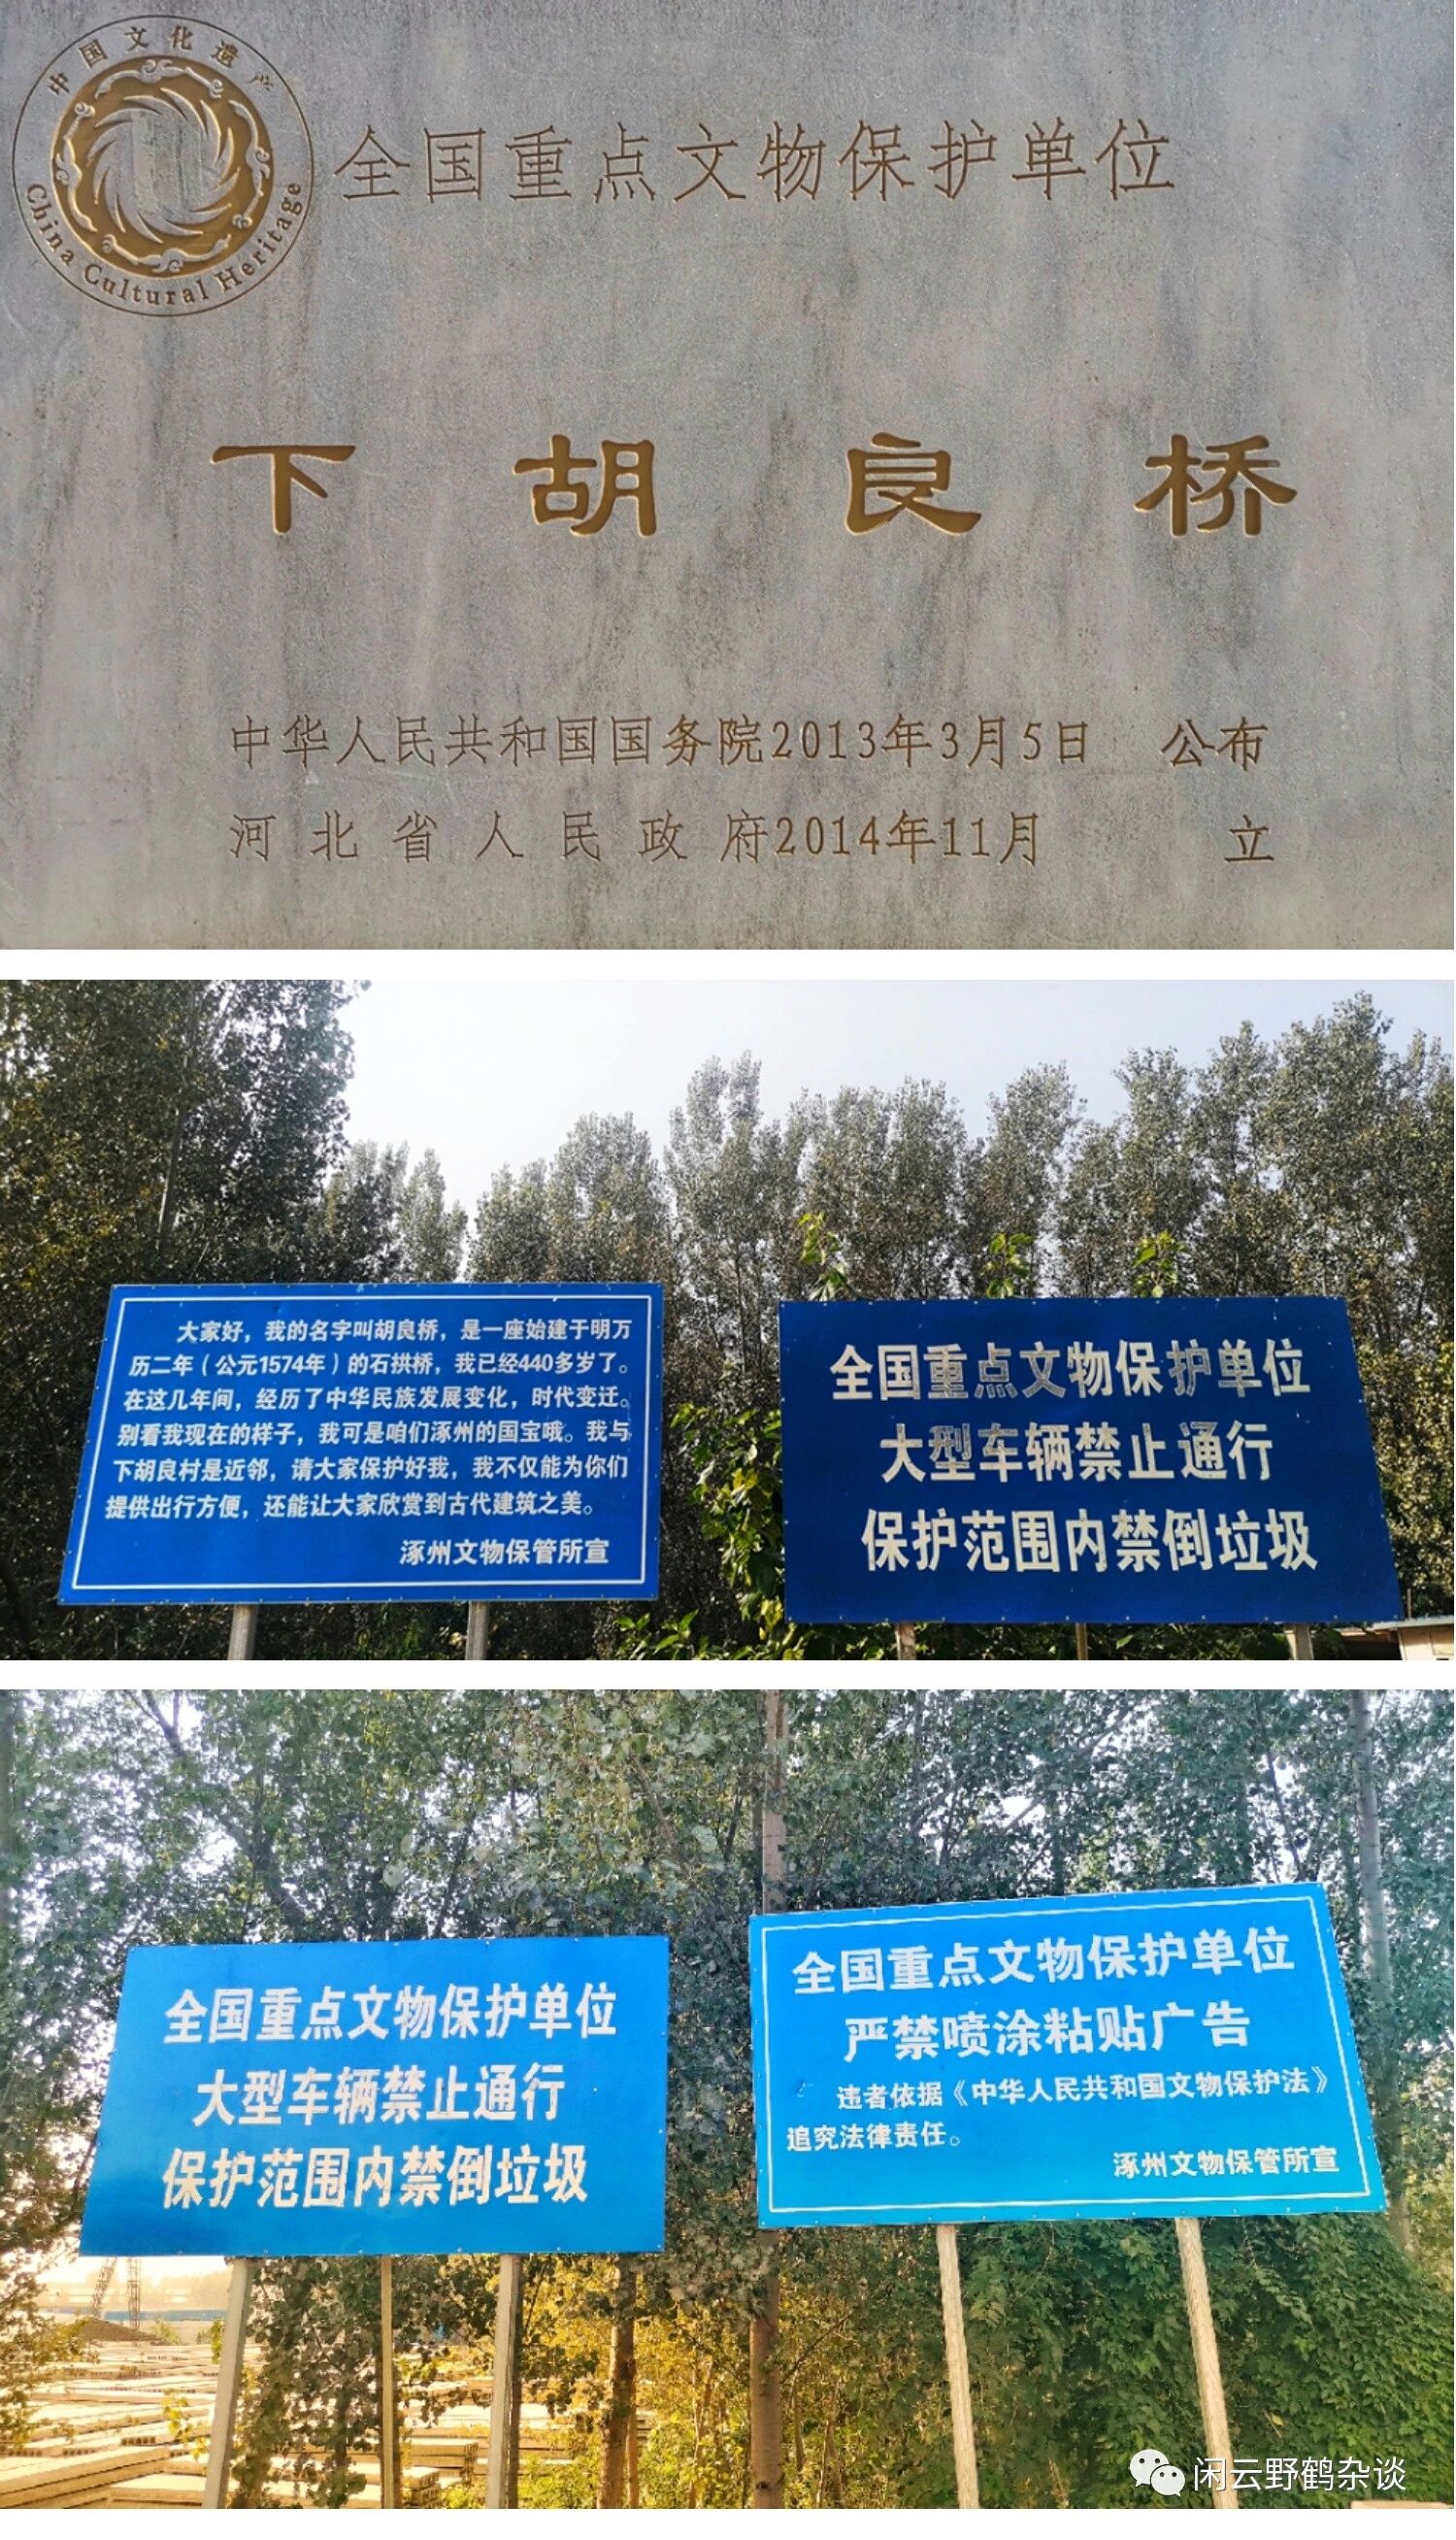 中国文化遗产
China Cultural Heritage
全国重点文物保护单位
下胡良桥
中华人民共和国国务院2013年3月5日 公布
河北省人民政府2014年11月 立
大家好，我的名字叫胡良桥，是一座始建于明万
历二年（公元1574年）的石拱桥，我已经440多岁了。
在这几年间，经历了中华民族发展变化，时代变迁。
别看我现在的样子，我可是咱们涿州的国宝哦。我与
下胡良村是近邻，请大家保护好我，我不仅能为你们
提供出行方便，还能让大家欣赏到古代建筑之美。
涿州文物保管所宣
全国重点文物保护单位
大型车辆禁止通行
保护范围内禁倒垃圾
全国重点文物保护单位
大型车辆禁止通行
保护范围内禁倒垃圾
全国重点文物保护单位
严禁喷涂粘贴广告
违者依据《中华人民共和国文物保护法》
追究法律责任。
涿州文物保管所宣
闲云野鹤杂谈